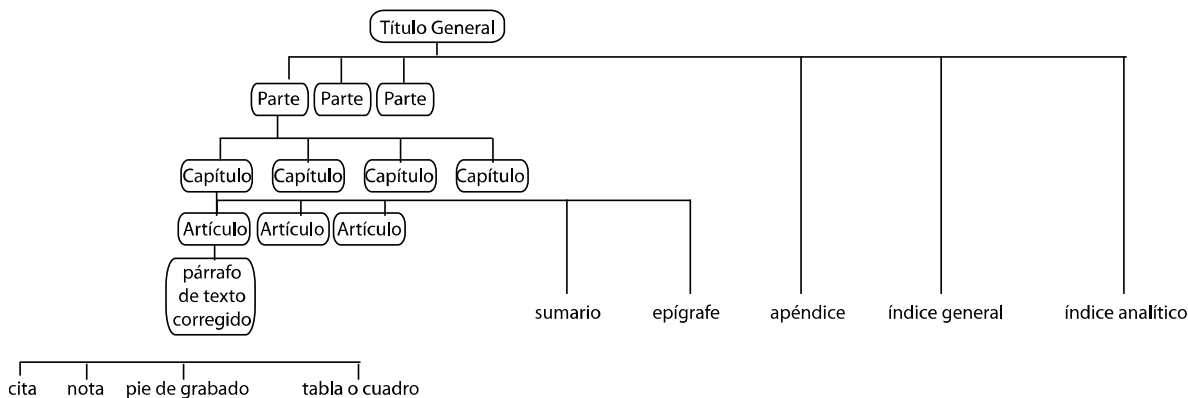 Título General
Parte Parte Parte
Capítulo Capítulo Capítulo Capítulo
Artículo Artículo Artículo
párrafo
de texto
corregido
sumario epígrafe apéndice índice general índice analítico
cita nota pie de grabado tabla o cuadro